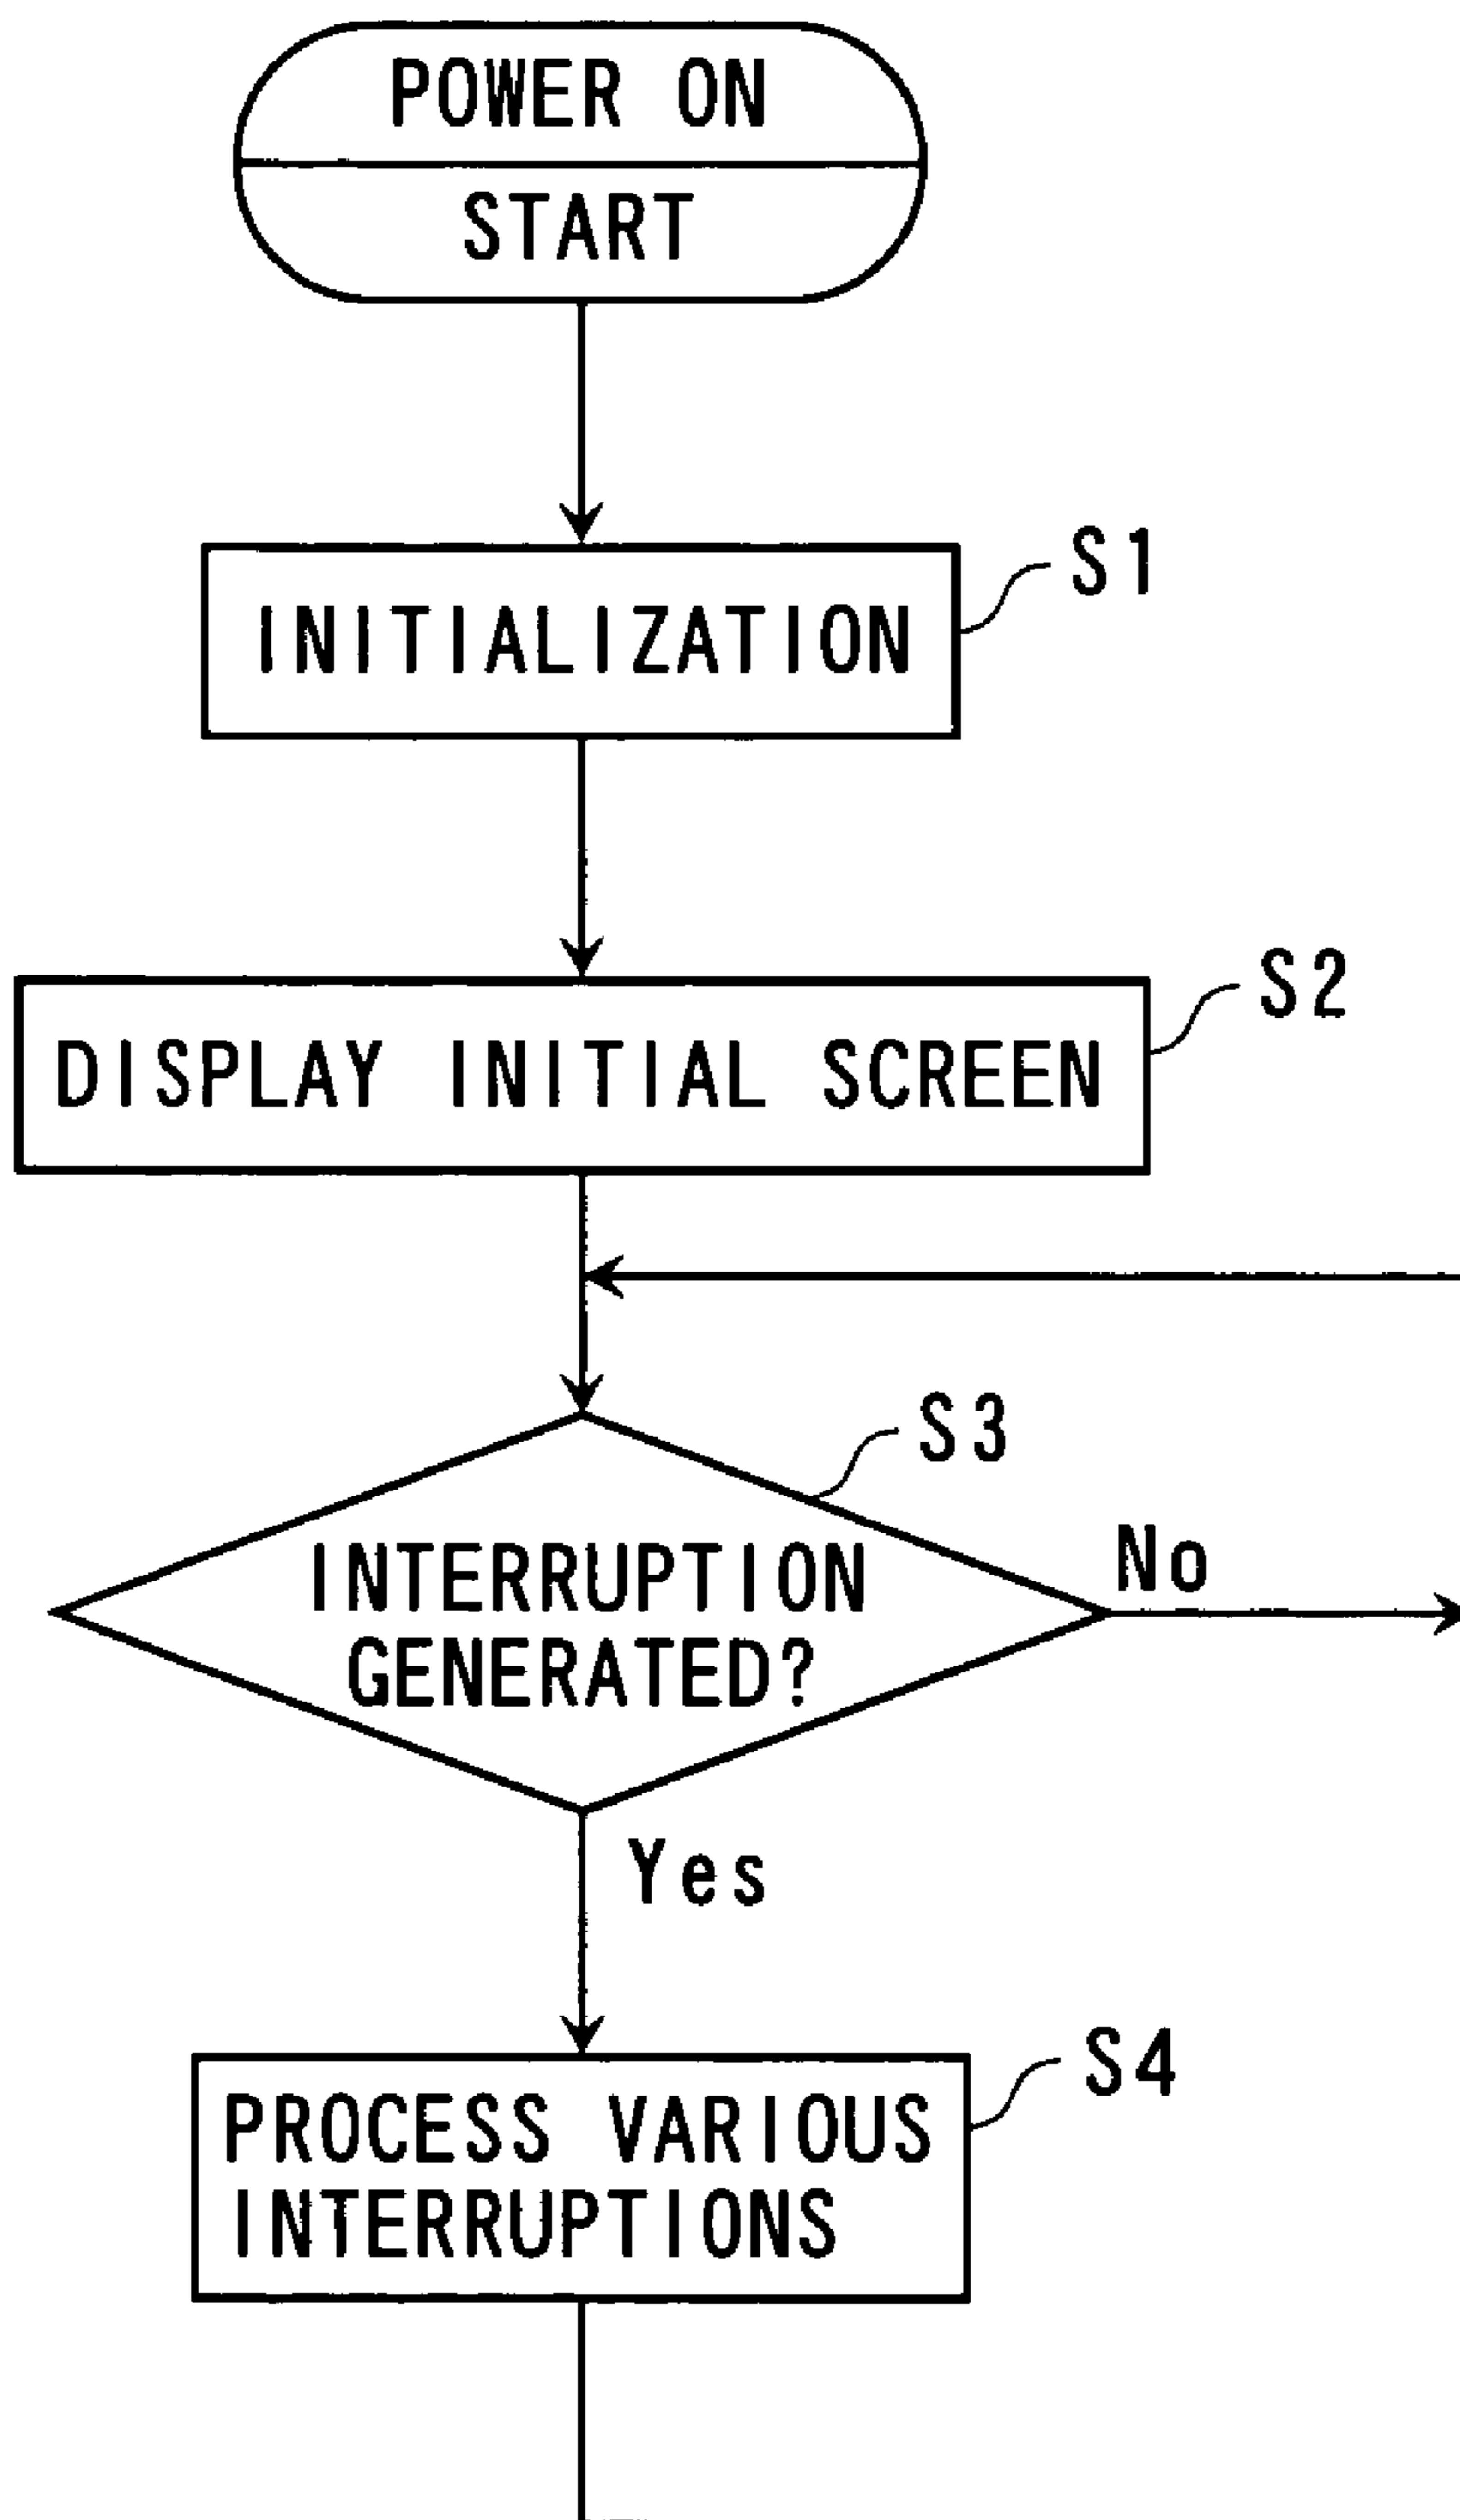 POWER ON
START
INITIALIZATION
S1
DISPLAY INITIAL SCREEN
S2
S3
INTERRUPTION
GENERATED?
No
Yes
S4
PROCESS VARIOUS
INTERRUPTIONS